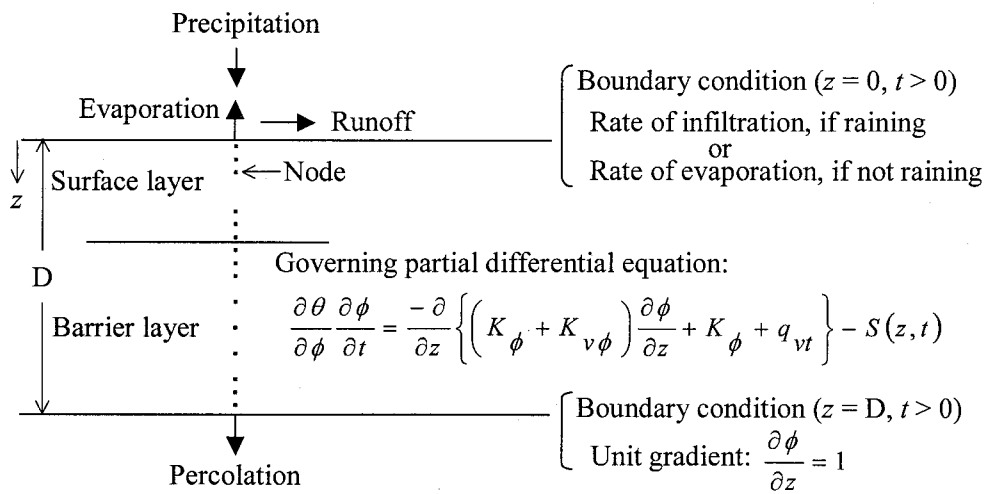 Precipitation
Evaporation
Runoff
Boundary condition (z = 0, t > 0)
Rate of infiltration, if raining
or
Rate of evaporation, if not raining
z
Surface layer
Node
D
Governing partial differential equation:
Barrier layer
∂θ/∂ϕ ∂ϕ/∂t = −∂/∂z {(K_ϕ + K_vϕ) ∂ϕ/∂z + K_ϕ + q_vt} − S(z,t)
Boundary condition (z = D, t > 0)
Unit gradient: ∂ϕ/∂z = 1
Percolation